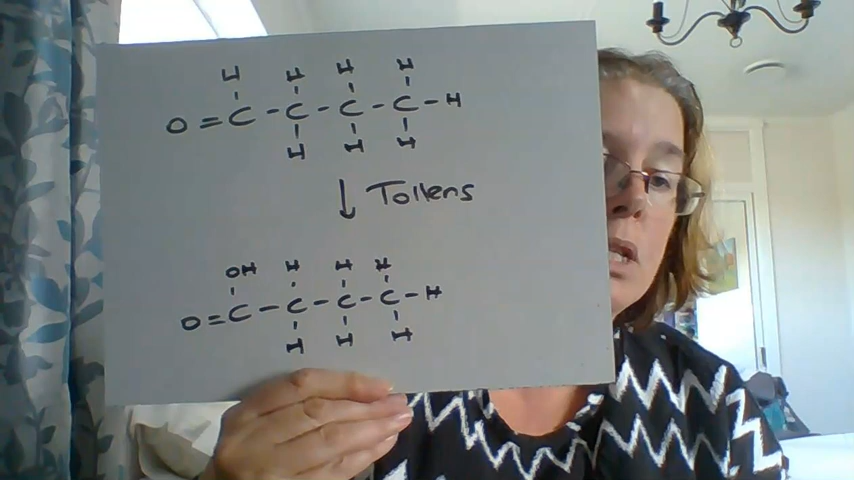 H H H H
O = C - C - C - C - H
H H H
↓ Tollens
OH H H H
O = C - C - C - C - H
H H H